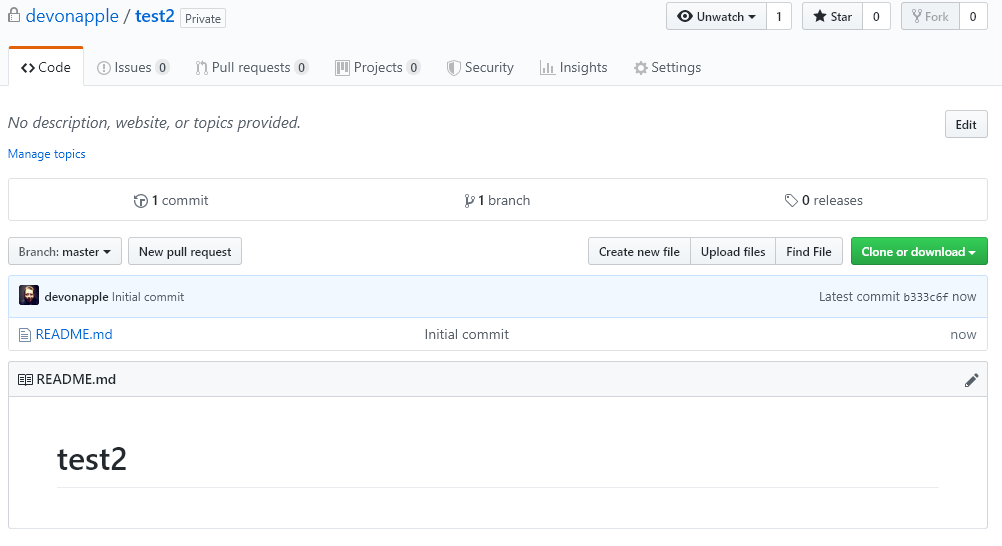 devonapple / test2 Private Unwatch 1 Star 0 Fork 0
Code Issues 0 Pull requests 0 Projects 0 Security Insights Settings
No description, website, or topics provided. Edit
Manage topics
1 commit 1 branch 0 releases
Branch: master New pull request Create new file Upload files Find File Clone or download
devonapple Initial commit Latest commit b333c6f now
README.md Initial commit now
README.md
test2